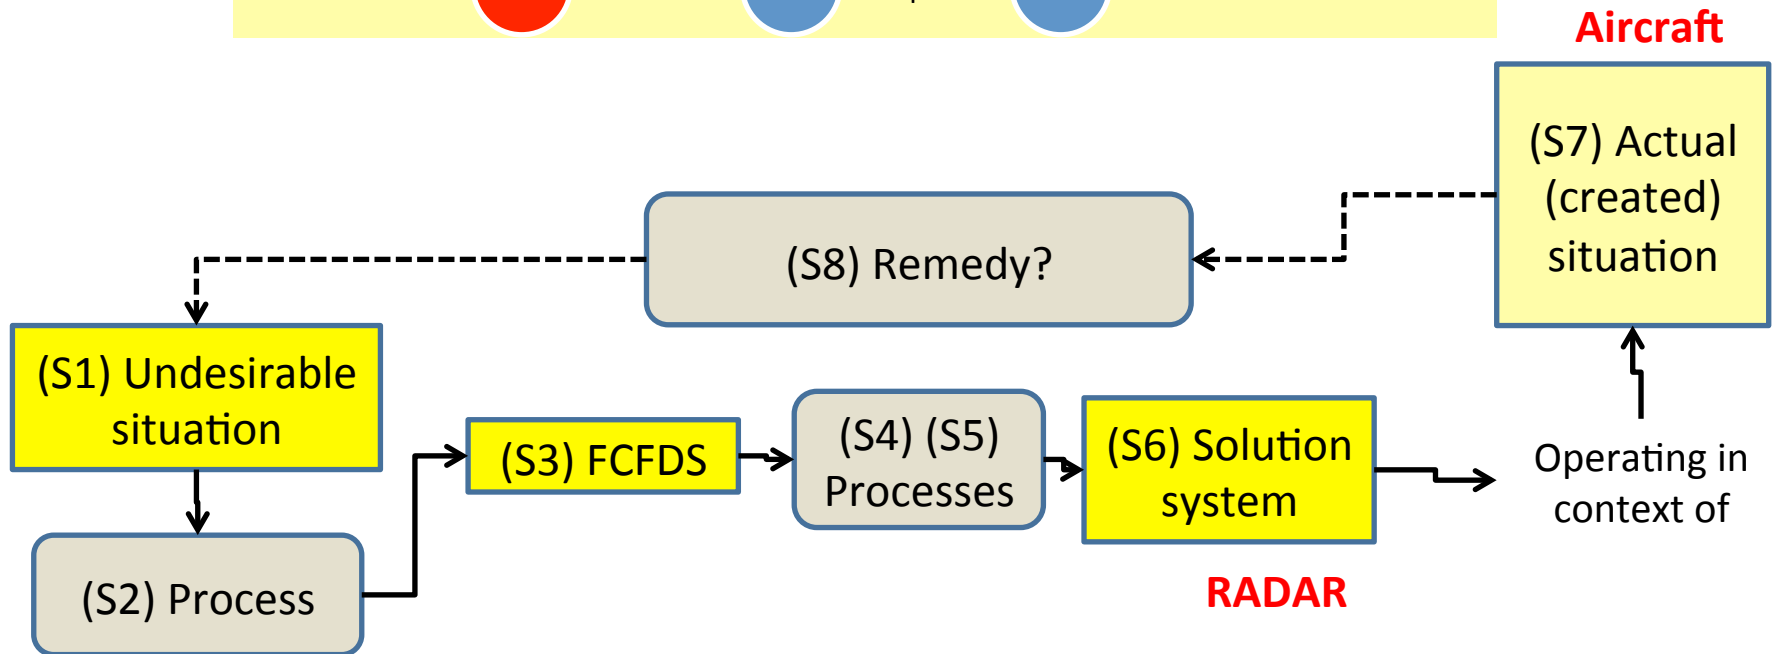 Aircraft
(S7) Actual
(created)
situation
(S8) Remedy?
(S1) Undesirable
situation
(S3) FCFDS
(S4) (S5)
Processes
(S6) Solution
system
Operating in
context of
(S2) Process
RADAR